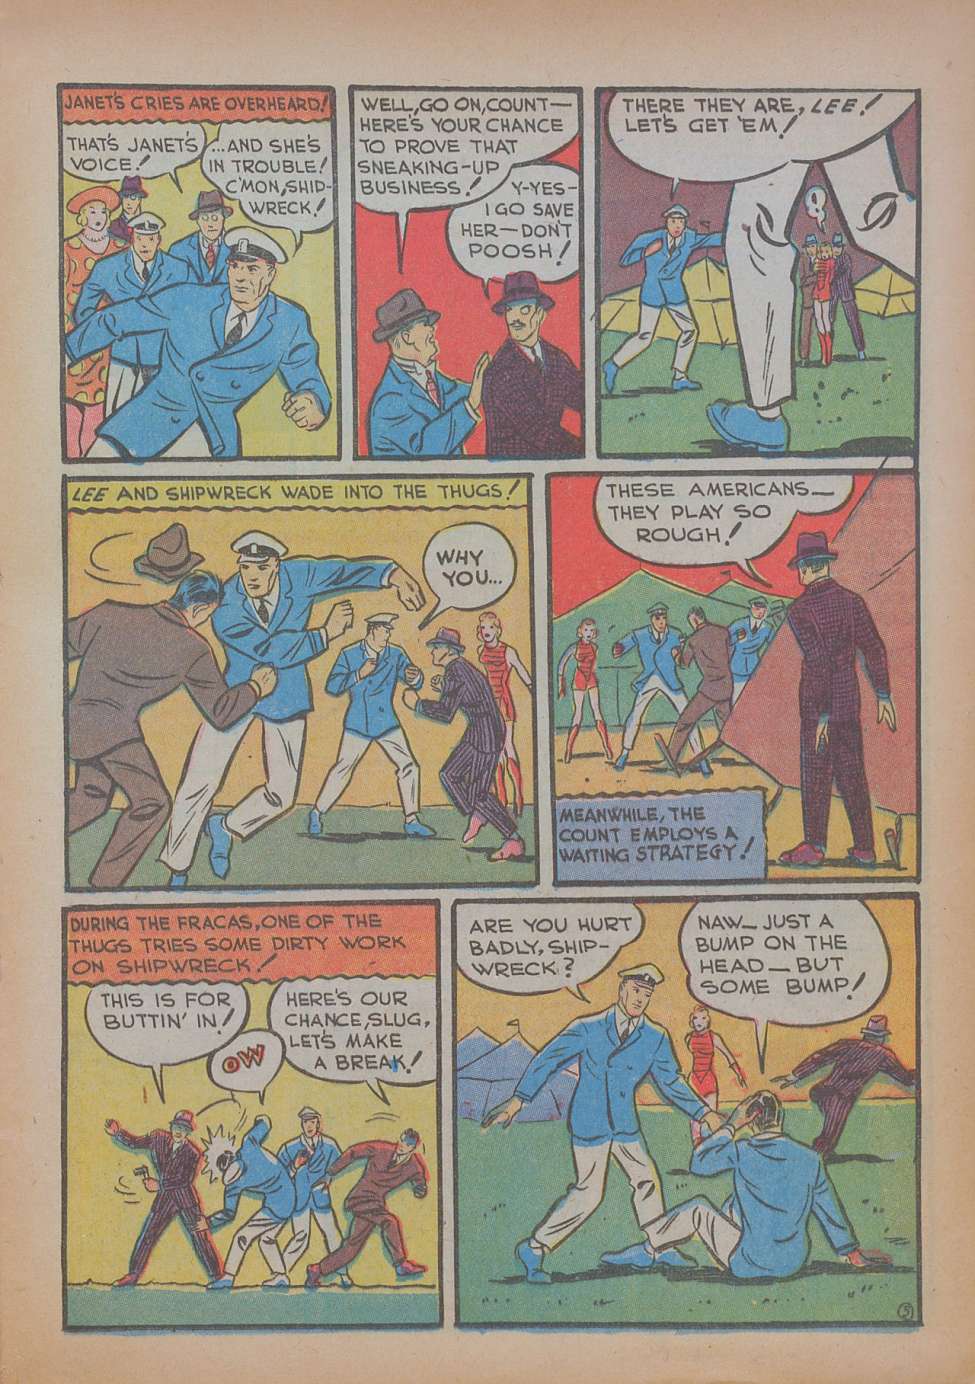 JANET'S CRIES ARE OVERHEARD!
THAT'S JANET'S
VOICE!
...AND SHE'S
IN TROUBLE!
C'MON, SHIP-
WRECK!
WELL, GO ON, COUNT—
HERE'S YOUR CHANCE
TO PROVE THAT
SNEAKING-UP
BUSINESS!
Y-YES-
I GO SAVE
HER—DON'T
POOSH!
THERE THEY ARE, LEE!
LET'S GET 'EM!
LEE AND SHIPWRECK WADE INTO THE THUGS!
WHY
YOU...
THESE AMERICANS—
THEY PLAY SO
ROUGH!
MEANWHILE, THE
COUNT EMPLOYS A
WAITING STRATEGY!
DURING THE FRACAS, ONE OF THE
THUGS TRIES SOME DIRTY WORK
ON SHIPWRECK!
THIS IS FOR
BUTTIN' IN!
OW
HERE'S OUR
CHANCE, SLUG,
LET'S MAKE
A BREAK!
ARE YOU HURT
BADLY, SHIP-
WRECK?
NAW—JUST A
BUMP ON THE
HEAD—BUT
SOME BUMP!
5